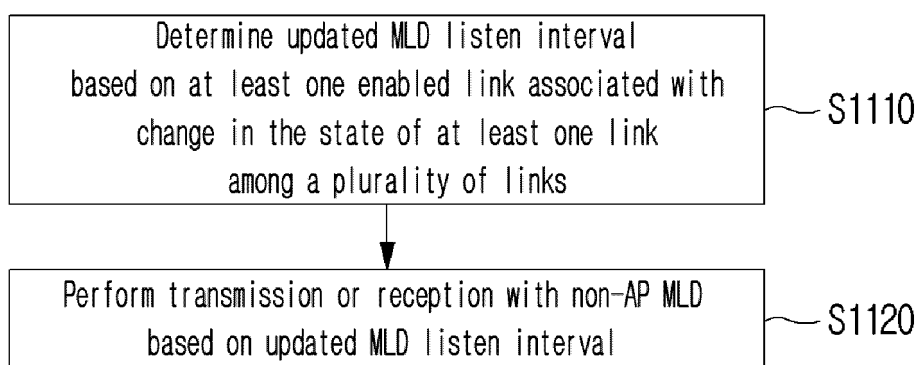 Determine updated MLD listen interval
based on at least one enabled link associated with
change in the state of at least one link
among a plurality of links
S1110
Perform transmission or reception with non-AP MLD
based on updated MLD listen interval
S1120